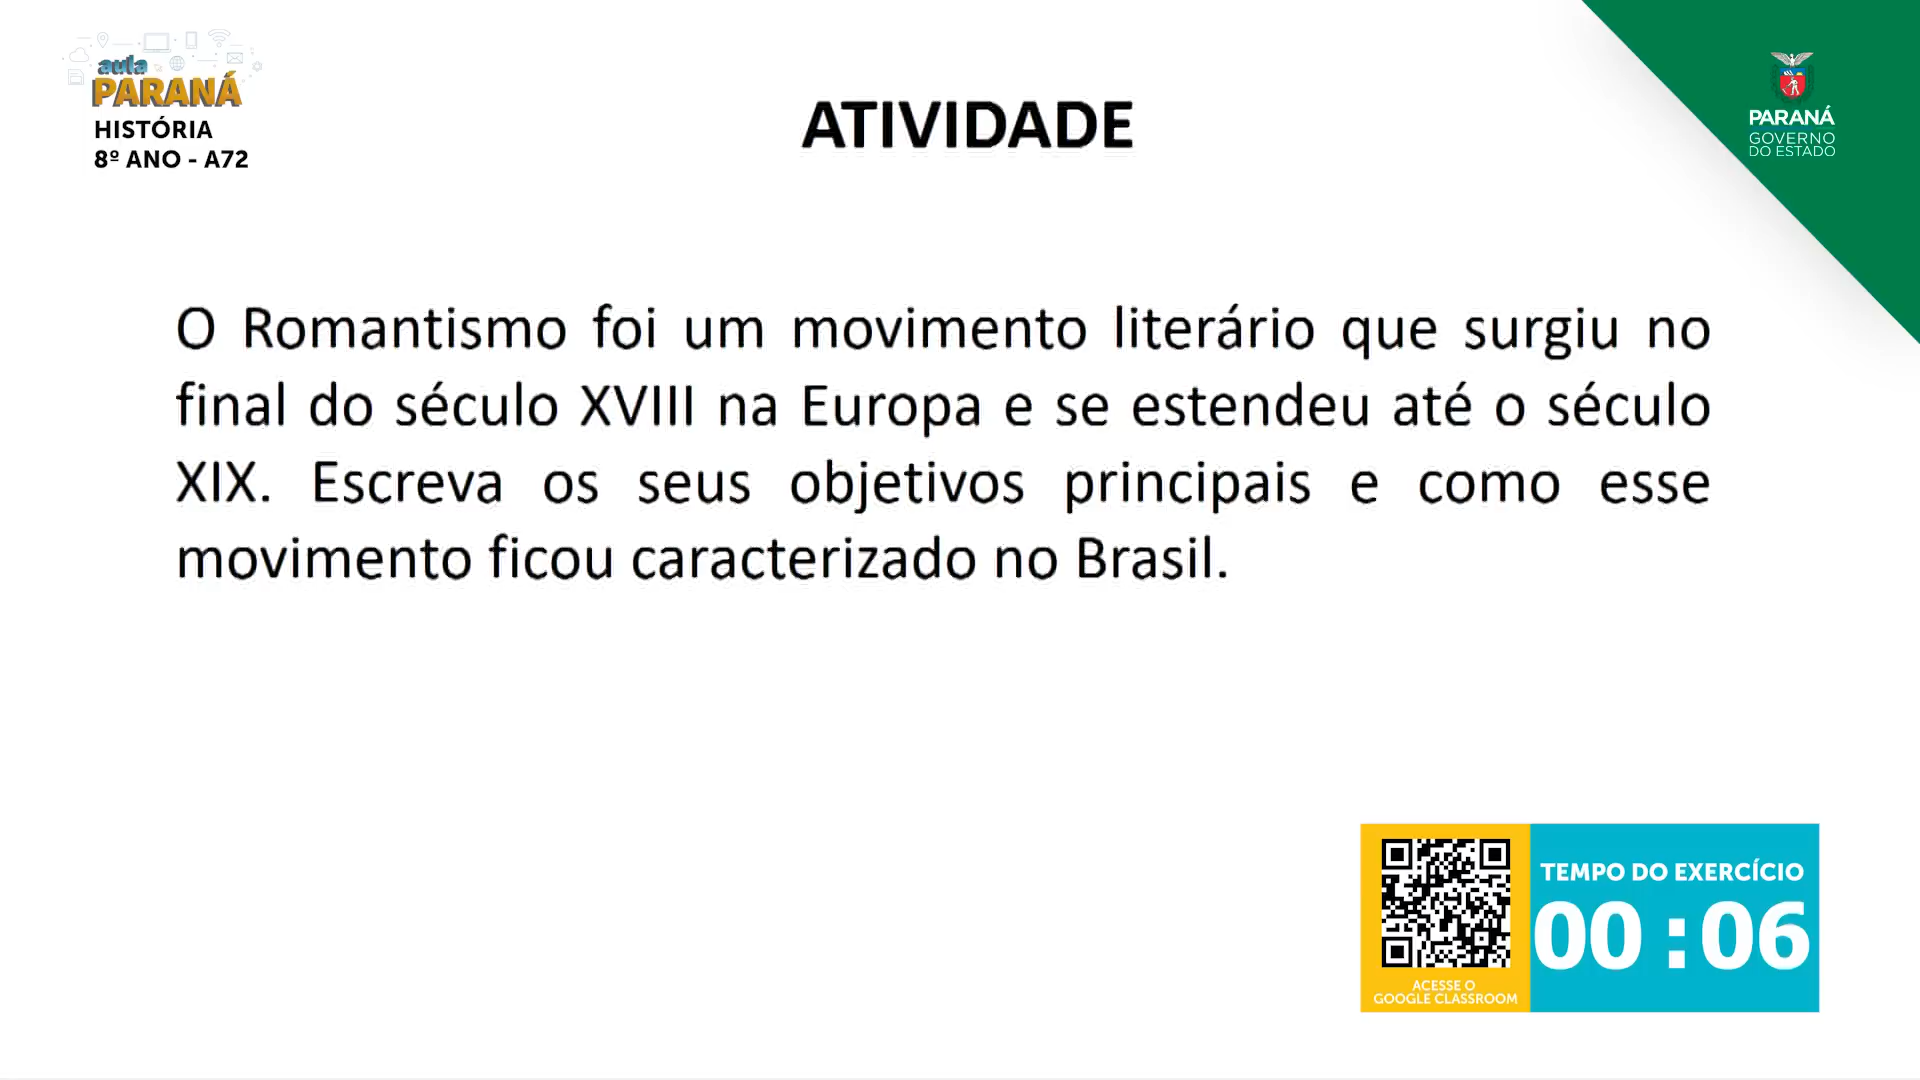 aula
PARANÁ
HISTÓRIA
8º ANO - A72
ATIVIDADE
PARANÁ
GOVERNO
DO ESTADO
O Romantismo foi um movimento literário que surgiu no
final do século XVIII na Europa e se estendeu até o século
XIX. Escreva os seus objetivos principais e como esse
movimento ficou caracterizado no Brasil.
TEMPO DO EXERCÍCIO
00:06
ACESSE O
GOOGLE CLASSROOM